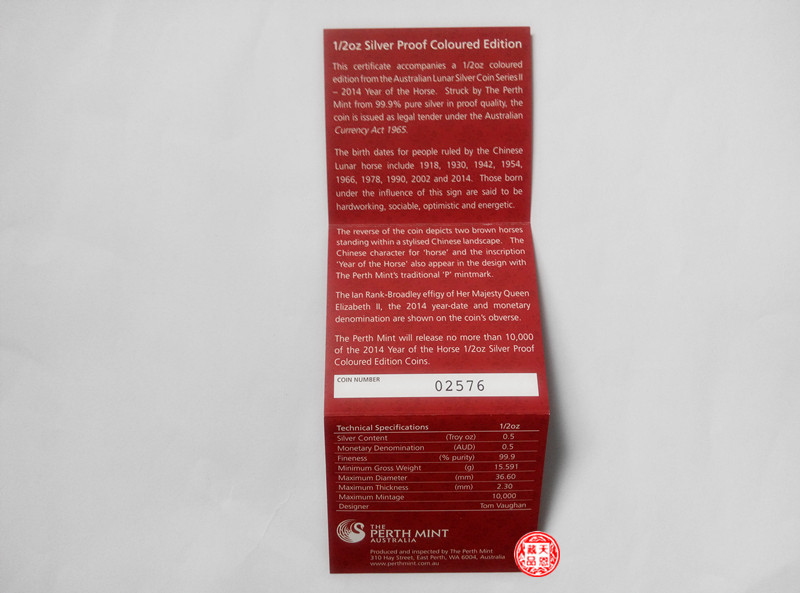 1/2oz Silver Proof Coloured Edition
This certificate accompanies a 1/2oz coloured
edition from the Australian Lunar Silver Coin Series II
– 2014 Year of the Horse. Struck by The Perth
Mint from 99.9% pure silver in proof quality, the
coin is issued as legal tender under the Australian
Currency Act 1965.
The birth dates for people ruled by the Chinese
Lunar horse include 1918, 1930, 1942, 1954,
1966, 1978, 1990, 2002 and 2014. Those born
under the influence of this sign are said to be
hardworking, sociable, optimistic and energetic.
The reverse of the coin depicts two brown horses
standing within a stylised Chinese landscape. The
Chinese character for ‘horse’ and the inscription
‘Year of the Horse’ also appear in the design with
The Perth Mint’s traditional ‘P’ mintmark.
The Ian Rank-Broadley effigy of Her Majesty Queen
Elizabeth II, the 2014 year-date and monetary
denomination are shown on the coin’s obverse.
The Perth Mint will release no more than 10,000
of the 2014 Year of the Horse 1/2oz Silver Proof
Coloured Edition Coins.
COIN NUMBER 02576
Technical Specifications 1/2oz
Silver Content (Troy oz) 0.5
Monetary Denomination (AUD) 0.5
Fineness (% purity) 99.9
Minimum Gross Weight (g) 15.591
Maximum Diameter (mm) 36.60
Maximum Thickness (mm) 2.30
Maximum Mintage 10,000
Designer Tom Vaughan
THE
PERTH MINT
AUSTRALIA
Produced and inspected by The Perth Mint
310 Hay Street, East Perth, WA 6004, Australia
www.perthmint.com.au
天恩
藏品